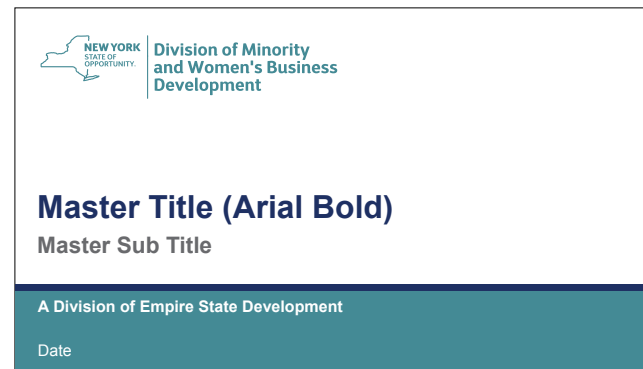 NEW YORK
STATE OF
OPPORTUNITY.
Division of Minority
and Women's Business
Development
Master Title (Arial Bold)
Master Sub Title
A Division of Empire State Development
Date